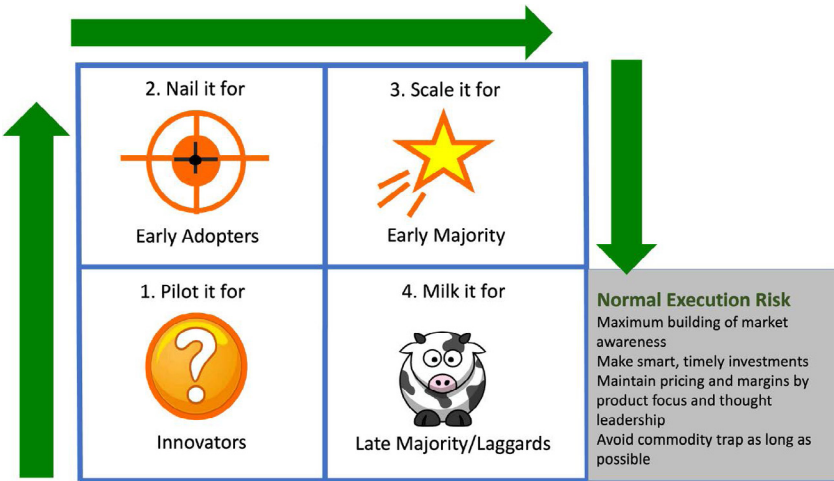 2. Nail it for
Early Adopters
3. Scale it for
Early Majority
1. Pilot it for
?
Innovators
4. Milk it for
Late Majority/Laggards
Normal Execution Risk
Maximum building of market
awareness
Make smart, timely investments
Maintain pricing and margins by
product focus and thought
leadership
Avoid commodity trap as long as
possible